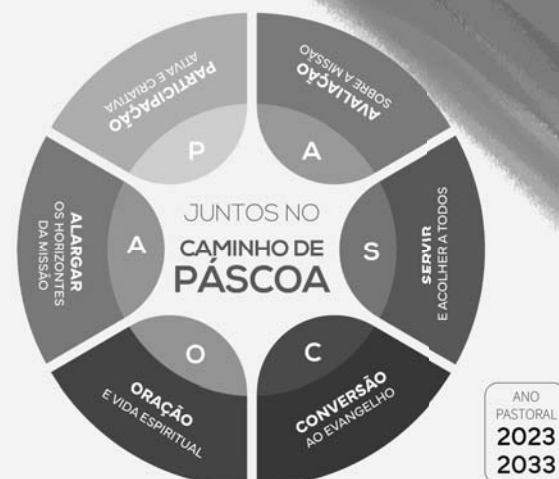 PARTICIPAÇÃO
ATIVA E CRIATIVA
P
AVALIAÇÃO
SOBRE A MISSÃO
A
SERVIR
E ACOLHER A TODOS
S
CONVERSÃO
AO EVANGELHO
C
ORAÇÃO
E VIDA ESPIRITUAL
O
ALARGAR
OS HORIZONTES
DA MISSÃO
A
JUNTOS NO
CAMINHO DE
PÁSCOA
ANO
PASTORAL
2023
2033